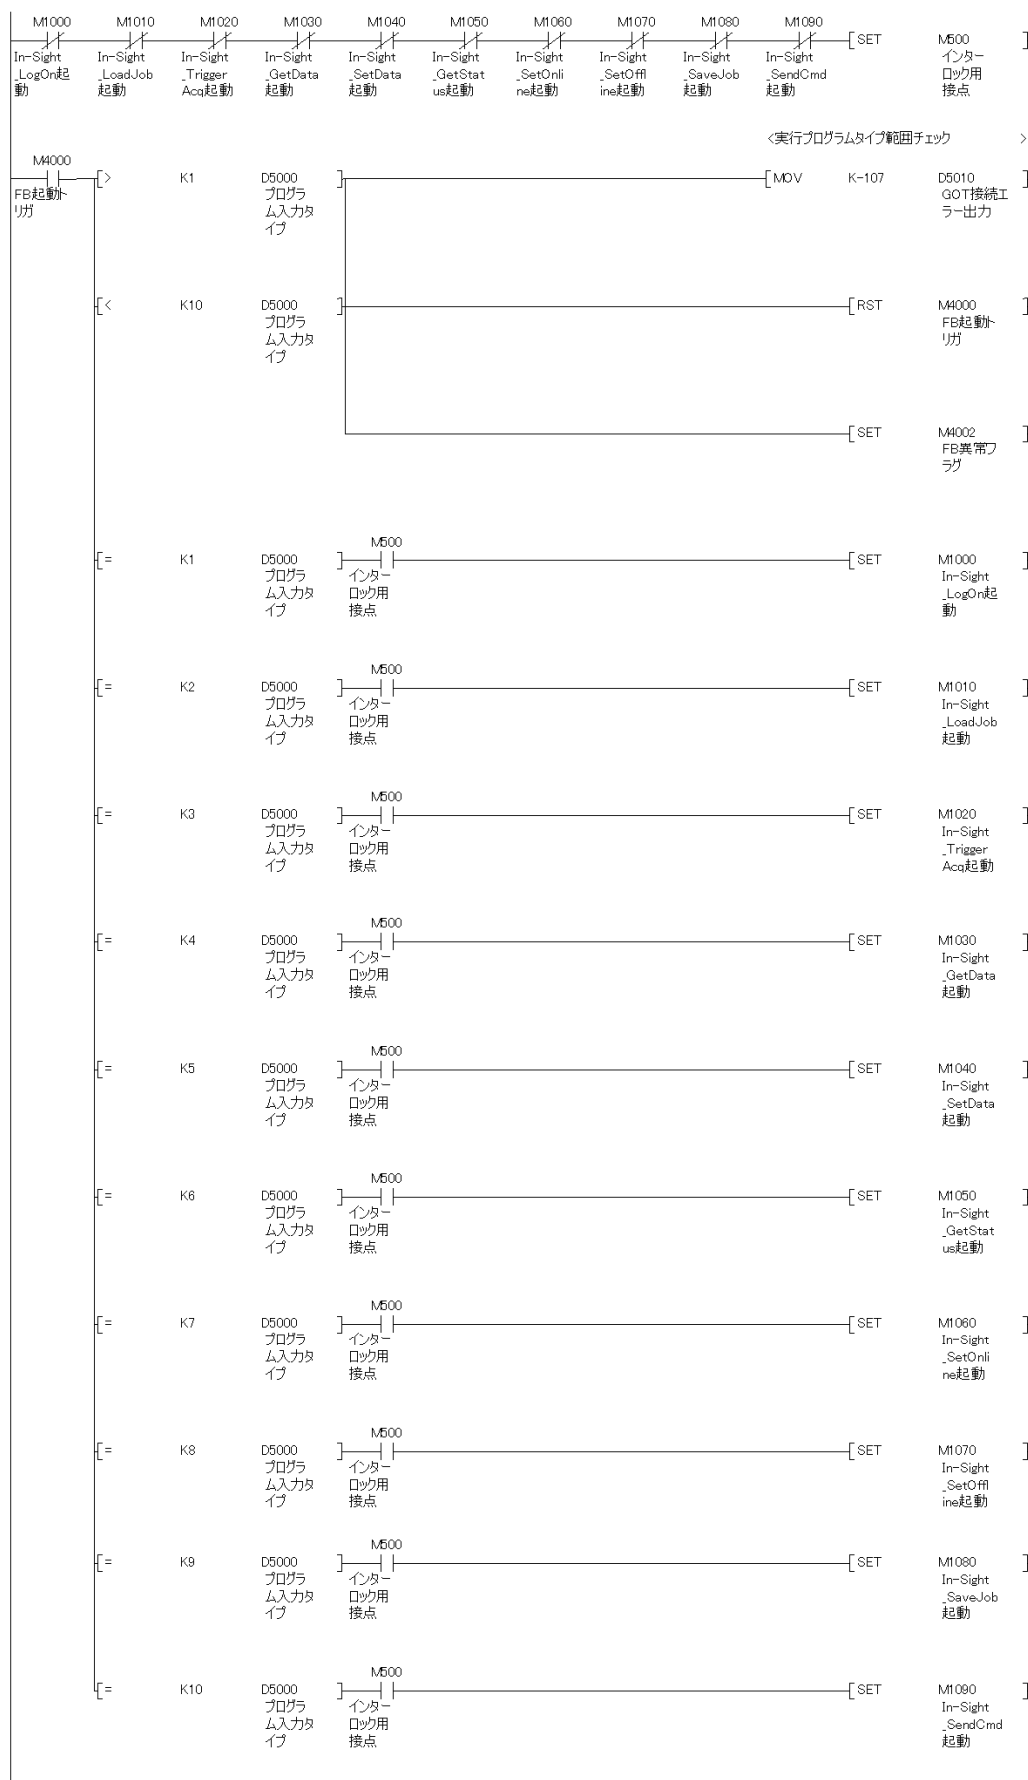 M1000 M1010 M1020 M1030 M1040 M1050 M1060 M1070 M1080 M1090
[ SET M500 ]
In-Sight In-Sight In-Sight In-Sight In-Sight In-Sight In-Sight In-Sight In-Sight In-Sight インター
_LogOn起 _LoadJob _Trigger _GetData _SetData _GetStat _SetOnli _SetOffl _SaveJob _SendCmd ロック用
動 起動 Acq起動 起動 起動 us起動 ne起動 ine起動 起動 起動 接点
<実行プログラムタイプ範囲チェック >
M4000
[> K1 D5000 ] [ MOV K-107 D5010 ]
FB起動ト プログラ GOT接続エ
リガ ム入力タ ラー出力
イプ
[< K10 D5000 ] [ RST M4000 ]
プログラ FB起動ト
ム入力タ リガ
イプ
[ SET M4002 ]
FB異常フ
ラグ
M500
[= K1 D5000 ] [ SET M1000 ]
プログラ インター In-Sight
ム入力タ ロック用 _LogOn起
イプ 接点 動
M500
[= K2 D5000 ] [ SET M1010 ]
プログラ インター In-Sight
ム入力タ ロック用 _LoadJob
イプ 接点 起動
M500
[= K3 D5000 ] [ SET M1020 ]
プログラ インター In-Sight
ム入力タ ロック用 _Trigger
イプ 接点 Acq起動
M500
[= K4 D5000 ] [ SET M1030 ]
プログラ インター In-Sight
ム入力タ ロック用 _GetData
イプ 接点 起動
M500
[= K5 D5000 ] [ SET M1040 ]
プログラ インター In-Sight
ム入力タ ロック用 _SetData
イプ 接点 起動
M500
[= K6 D5000 ] [ SET M1050 ]
プログラ インター In-Sight
ム入力タ ロック用 _GetStat
イプ 接点 us起動
M500
[= K7 D5000 ] [ SET M1060 ]
プログラ インター In-Sight
ム入力タ ロック用 _SetOnli
イプ 接点 ne起動
M500
[= K8 D5000 ] [ SET M1070 ]
プログラ インター In-Sight
ム入力タ ロック用 _SetOffl
イプ 接点 ine起動
M500
[= K9 D5000 ] [ SET M1080 ]
プログラ インター In-Sight
ム入力タ ロック用 _SaveJob
イプ 接点 起動
M500
[= K10 D5000 ] [ SET M1090 ]
プログラ インター In-Sight
ム入力タ ロック用 _SendCmd
イプ 接点 起動